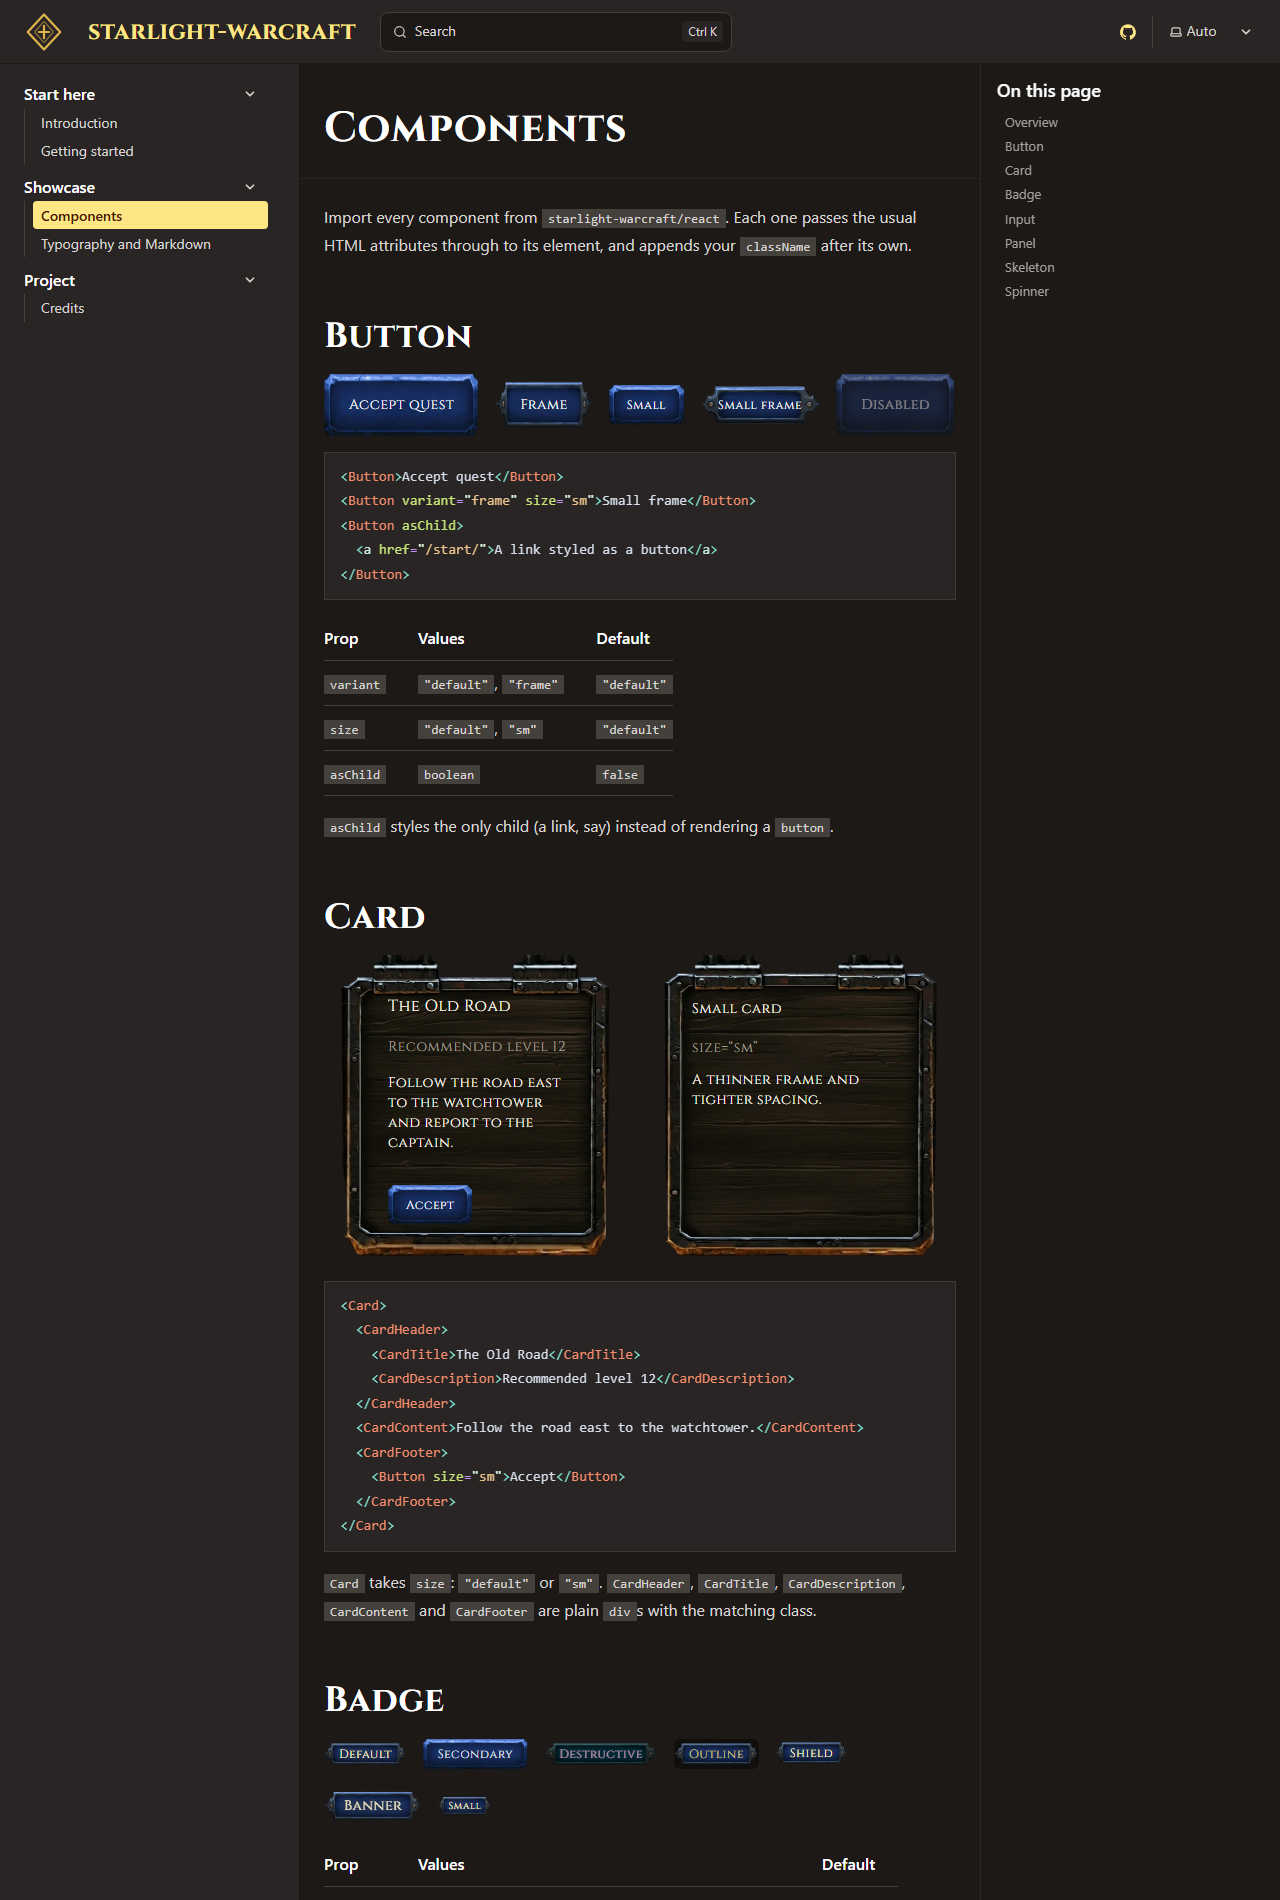 STARLIGHT-WARCRAFT
Search
Ctrl K
Auto
Start here
Introduction
Getting started
Showcase
Components
Typography and Markdown
Project
Credits
Components
Import every component from starlight-warcraft/react. Each one passes the usual
HTML attributes through to its element, and appends your className after its own.
Button
Accept quest
Frame
Small
Small frame
Disabled
<Button>Accept quest</Button>
<Button variant="frame" size="sm">Small frame</Button>
<Button asChild>
  <a href="/start/">A link styled as a button</a>
</Button>
Prop Values Default
variant "default", "frame" "default"
size "default", "sm" "default"
asChild boolean false
asChild styles the only child (a link, say) instead of rendering a button.
Card
The Old Road
Recommended level 12
Follow the road east
to the watchtower
and report to the
captain.
Accept
Small card
size="sm"
A thinner frame and
tighter spacing.
<Card>
  <CardHeader>
    <CardTitle>The Old Road</CardTitle>
    <CardDescription>Recommended level 12</CardDescription>
  </CardHeader>
  <CardContent>Follow the road east to the watchtower.</CardContent>
  <CardFooter>
    <Button size="sm">Accept</Button>
  </CardFooter>
</Card>
Card takes size: "default" or "sm". CardHeader, CardTitle, CardDescription,
CardContent and CardFooter are plain divs with the matching class.
Badge
Default
Secondary
Destructive
Outline
Shield
Banner
Small
Prop Values Default
On this page
Overview
Button
Card
Badge
Input
Panel
Skeleton
Spinner